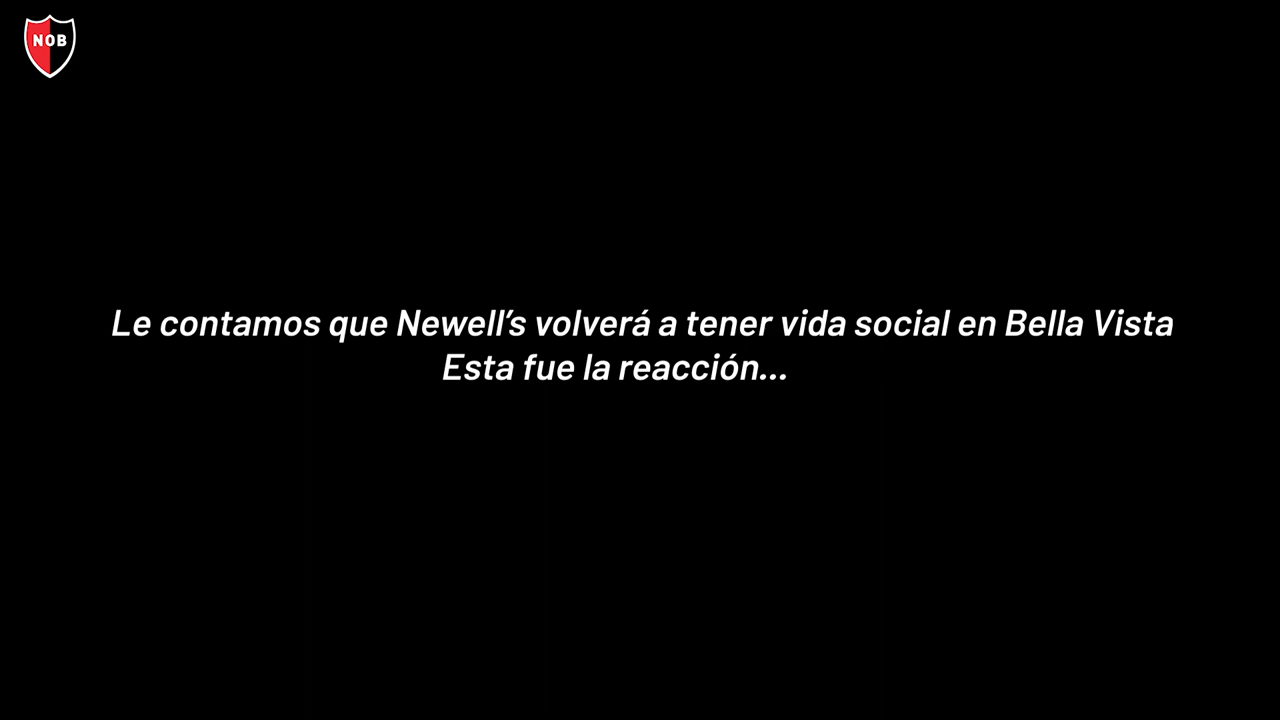 NOB
Le contamos que Newell's volverá a tener vida social en Bella Vista
Esta fue la reacción...